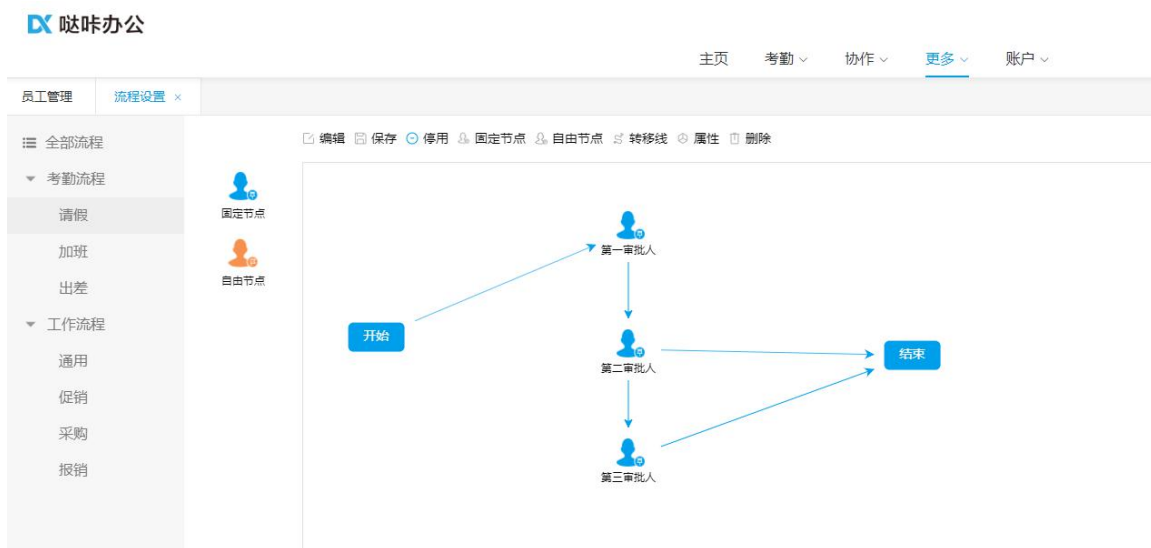 哒咔办公
主页 考勤 协作 更多 账户
员工管理 流程设置 ×
全部流程
考勤流程
请假
加班
出差
工作流程
通用
促销
采购
报销
编辑 保存 停用 固定节点 自由节点 转移线 属性 删除
固定节点
自由节点
第一审批人
开始
第二审批人
结束
第三审批人